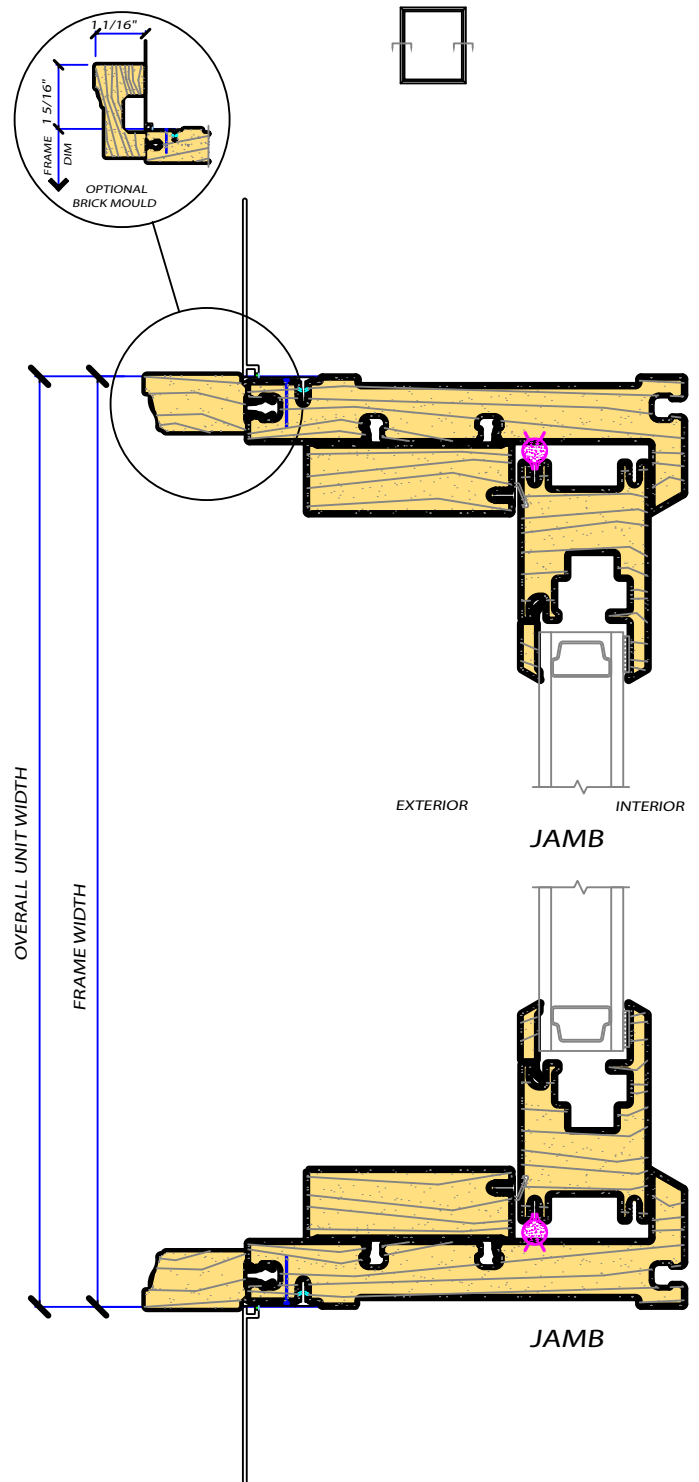 1 1/16"
1 5/16"
FRAME
DIM
OPTIONAL
BRICK MOULD
OVERALL UNIT WIDTH
FRAME WIDTH
EXTERIOR
INTERIOR
JAMB
JAMB